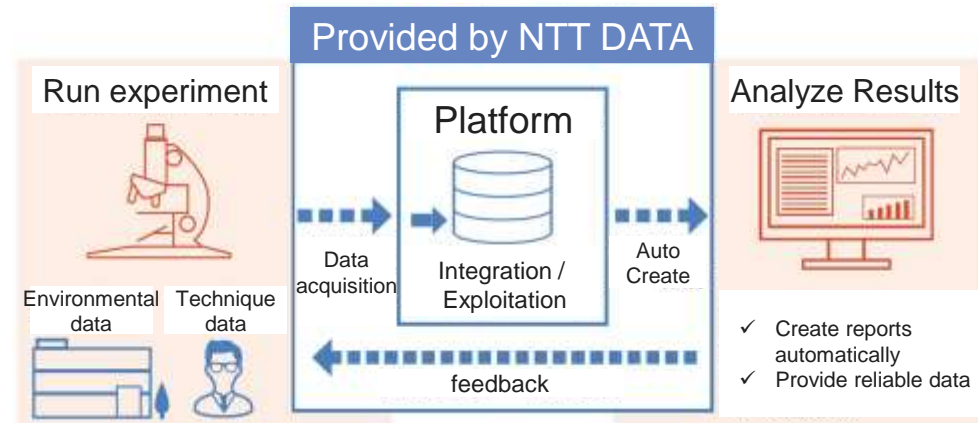 Provided by NTT DATA
Run experiment
Environmental
data
Technique
data
Data
acquisition
Platform
Integration /
Exploitation
Auto
Create
feedback
Analyze Results
✓ Create reports
automatically
✓ Provide reliable data